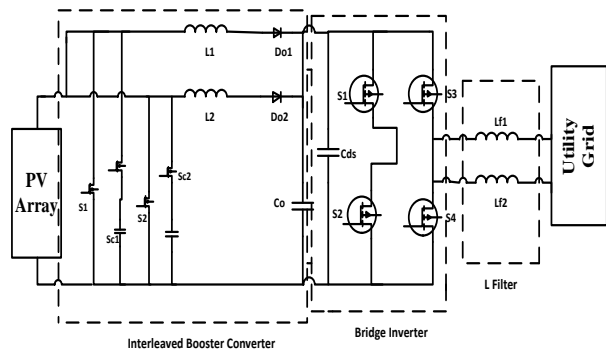 L1
Do1
L2
Do2
S1
S3
Lf1
PV
Array
S1
Sc1
S2
Sc2
Cds
Co
S2
S4
Lf2
Utility
Grid
L Filter
Bridge Inverter
Interleaved Booster Converter